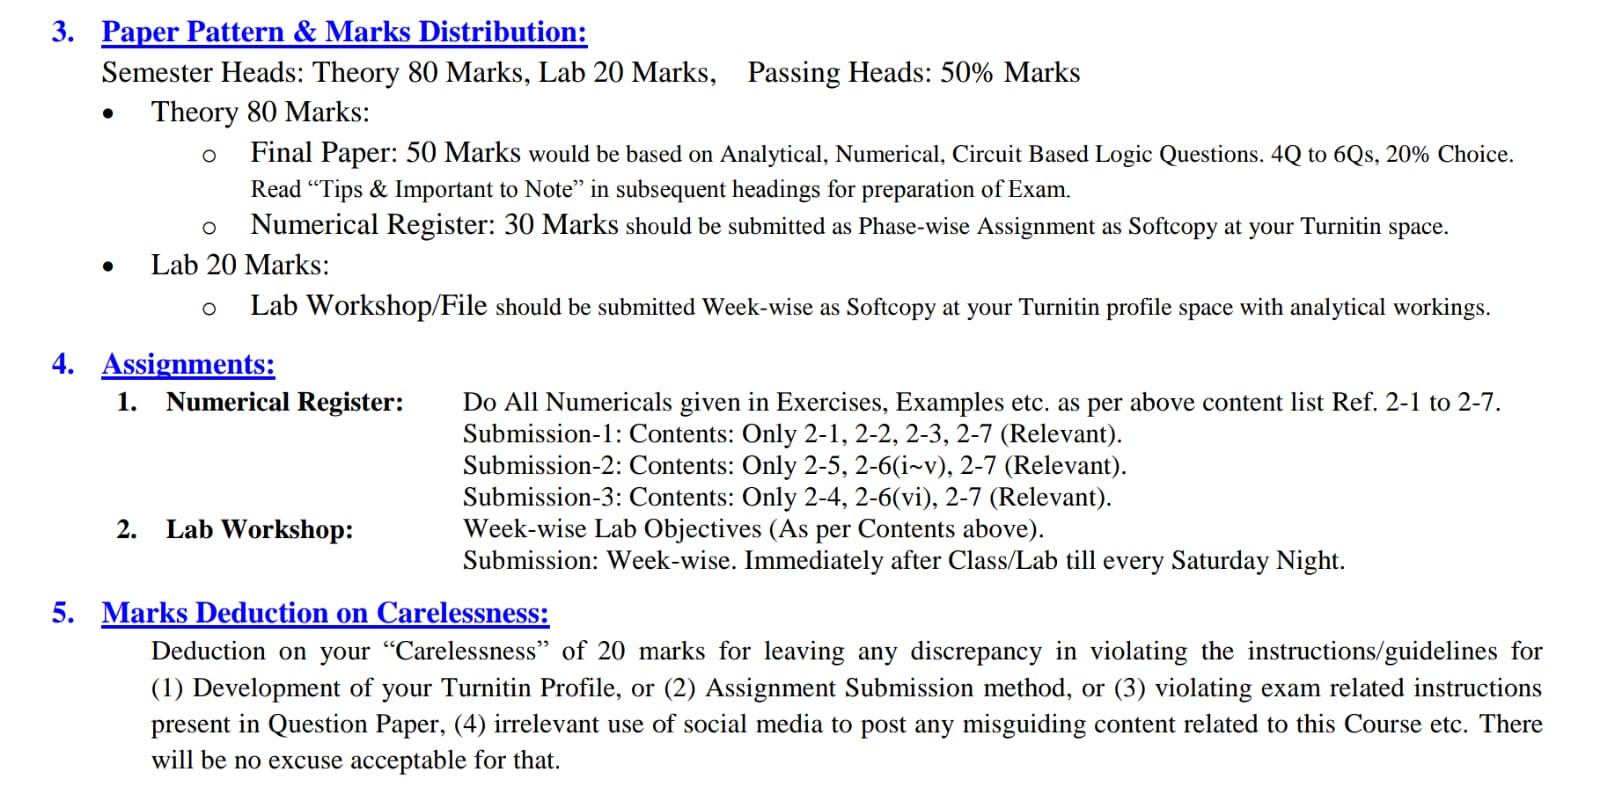 3. Paper Pattern & Marks Distribution:
Semester Heads: Theory 80 Marks, Lab 20 Marks, Passing Heads: 50% Marks
• Theory 80 Marks:
o Final Paper: 50 Marks would be based on Analytical, Numerical, Circuit Based Logic Questions. 4Q to 6Qs, 20% Choice.
Read “Tips & Important to Note” in subsequent headings for preparation of Exam.
o Numerical Register: 30 Marks should be submitted as Phase-wise Assignment as Softcopy at your Turnitin space.
• Lab 20 Marks:
o Lab Workshop/File should be submitted Week-wise as Softcopy at your Turnitin profile space with analytical workings.
4. Assignments:
1. Numerical Register: Do All Numericals given in Exercises, Examples etc. as per above content list Ref. 2-1 to 2-7.
Submission-1: Contents: Only 2-1, 2-2, 2-3, 2-7 (Relevant).
Submission-2: Contents: Only 2-5, 2-6(i~v), 2-7 (Relevant).
Submission-3: Contents: Only 2-4, 2-6(vi), 2-7 (Relevant).
2. Lab Workshop: Week-wise Lab Objectives (As per Contents above).
Submission: Week-wise. Immediately after Class/Lab till every Saturday Night.
5. Marks Deduction on Carelessness:
Deduction on your “Carelessness” of 20 marks for leaving any discrepancy in violating the instructions/guidelines for
(1) Development of your Turnitin Profile, or (2) Assignment Submission method, or (3) violating exam related instructions
present in Question Paper, (4) irrelevant use of social media to post any misguiding content related to this Course etc. There
will be no excuse acceptable for that.